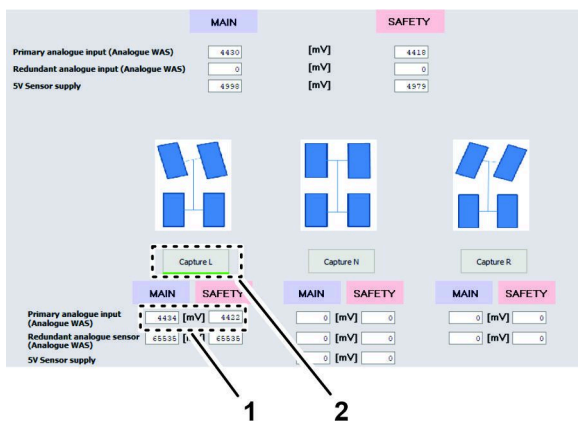 MAIN SAFETY
Primary analogue input (Analogue WAS) 4430 [mV] 4418
Redundant analogue input (Analogue WAS) 0 [mV] 0
5V Sensor supply 4998 [mV] 4979
Capture L Capture N Capture R
MAIN SAFETY MAIN SAFETY MAIN SAFETY
Primary analogue input
(Analogue WAS) 4434 [mV] 4422 0 [mV] 0 0 [mV] 0
Redundant analogue sensor
(Analogue WAS) 65535 65535 0 [mV] 0 0 [mV] 0
5V Sensor supply 0 [mV] 0
1 2